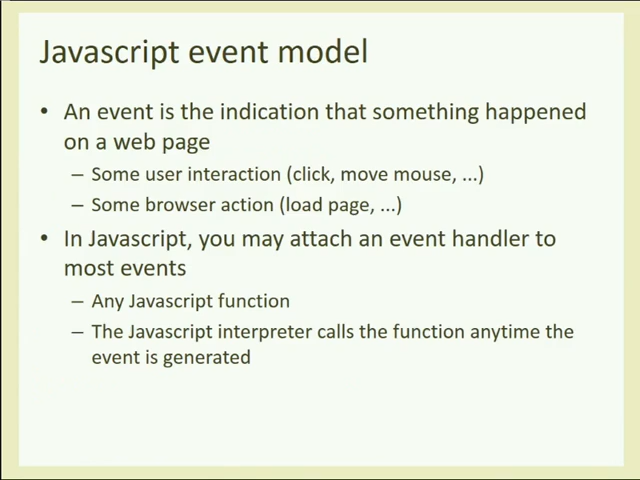 Javascript event model
• An event is the indication that something happened
on a web page
– Some user interaction (click, move mouse, ...)
– Some browser action (load page, ...)
• In Javascript, you may attach an event handler to
most events
– Any Javascript function
– The Javascript interpreter calls the function anytime the
event is generated